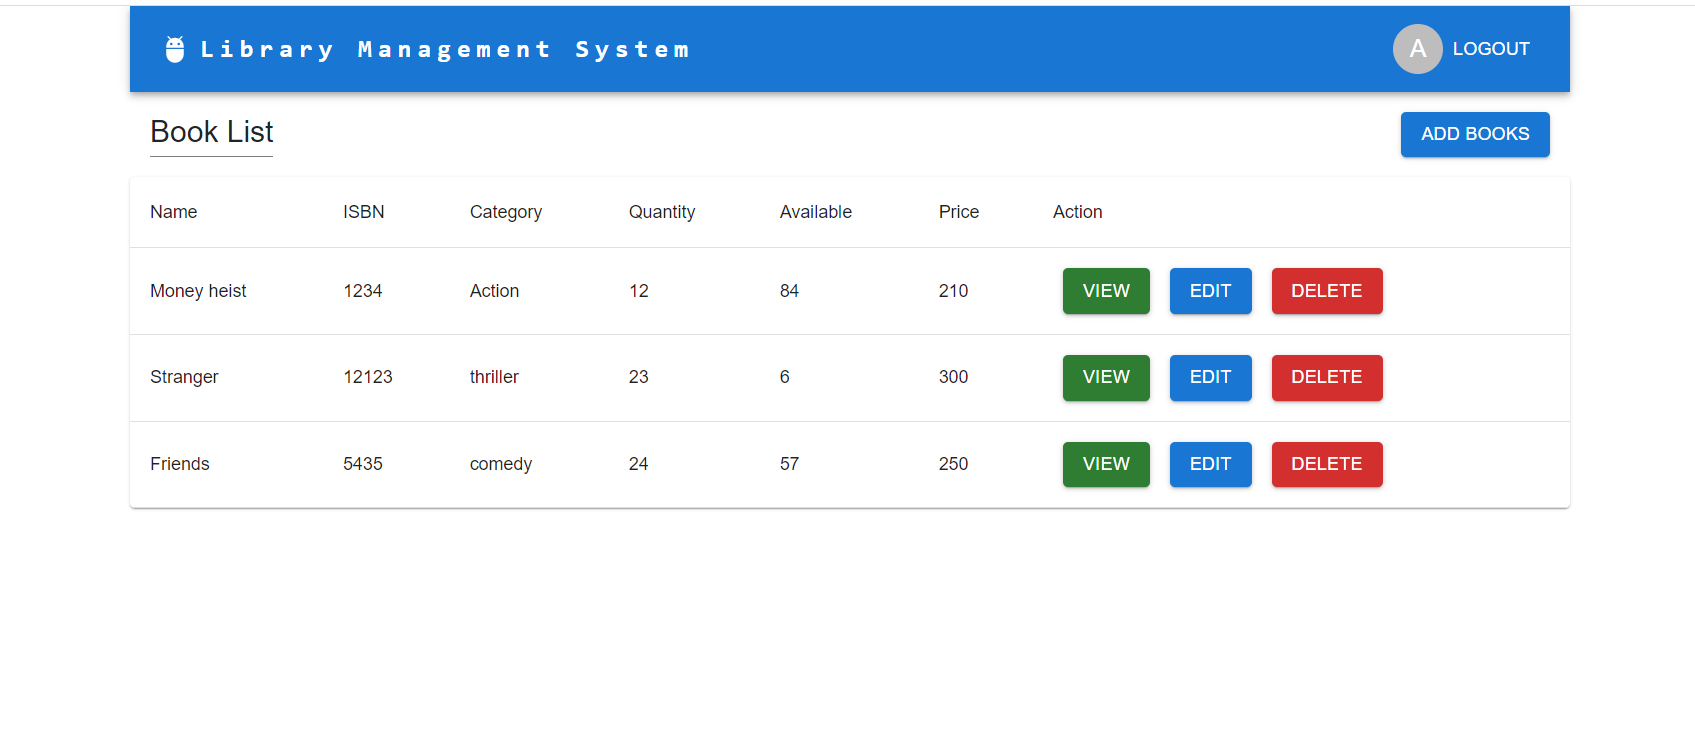 Library Management System A LOGOUT
Book List ADD BOOKS
Name ISBN Category Quantity Available Price Action
Money heist 1234 Action 12 84 210 VIEW EDIT DELETE
Stranger 12123 thriller 23 6 300 VIEW EDIT DELETE
Friends 5435 comedy 24 57 250 VIEW EDIT DELETE